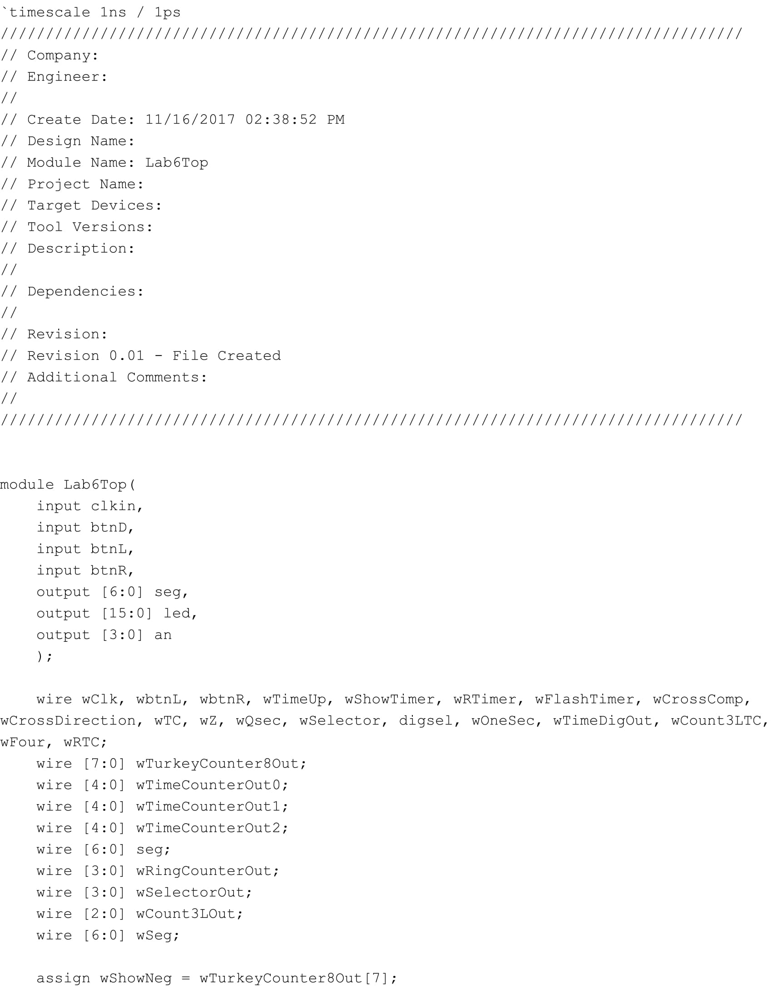 `timescale 1ns / 1ps
//////////////////////////////////////////////////////////////////////////////////
// Company:
// Engineer:
//
// Create Date: 11/16/2017 02:38:52 PM
// Design Name:
// Module Name: Lab6Top
// Project Name:
// Target Devices:
// Tool Versions:
// Description:
//
// Dependencies:
//
// Revision:
// Revision 0.01 - File Created
// Additional Comments:
//
//////////////////////////////////////////////////////////////////////////////////
module Lab6Top(
    input clkin,
    input btnD,
    input btnL,
    input btnR,
    output [6:0] seg,
    output [15:0] led,
    output [3:0] an
    );
    wire wClk, wbtnL, wbtnR, wTimeUp, wShowTimer, wRTimer, wFlashTimer, wCrossComp,
wCrossDirection, wTC, wZ, wQsec, wSelector, digsel, wOneSec, wTimeDigOut, wCount3LTC,
wFour, wRTC;
    wire [7:0] wTurkeyCounter8Out;
    wire [4:0] wTimeCounterOut0;
    wire [4:0] wTimeCounterOut1;
    wire [4:0] wTimeCounterOut2;
    wire [6:0] seg;
    wire [3:0] wRingCounterOut;
    wire [3:0] wSelectorOut;
    wire [2:0] wCount3LOut;
    wire [6:0] wSeg;
    assign wShowNeg = wTurkeyCounter8Out[7];